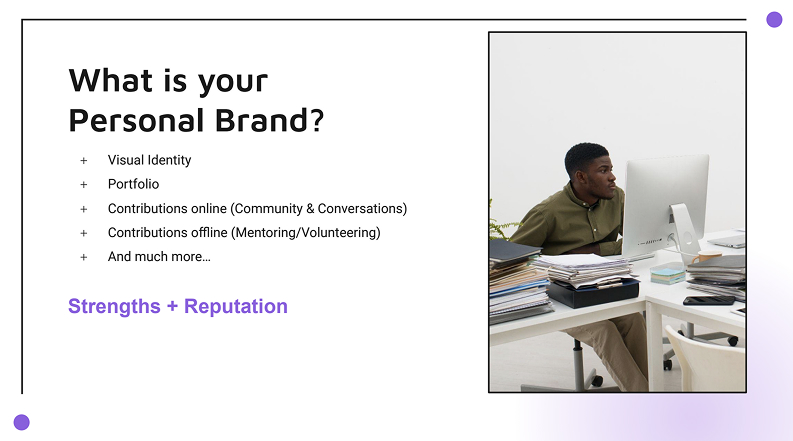 What is your
Personal Brand?
+ Visual Identity
+ Portfolio
+ Contributions online (Community & Conversations)
+ Contributions offline (Mentoring/Volunteering)
+ And much more…
Strengths + Reputation